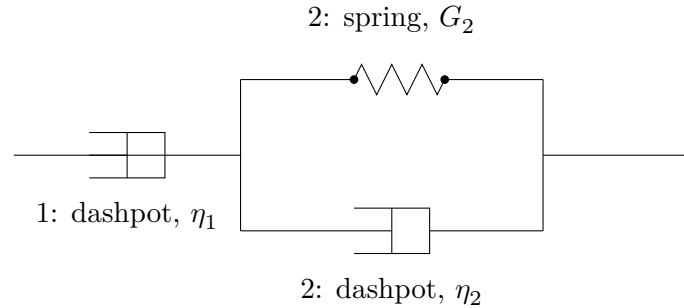 2: spring, G₂
1: dashpot, η₁
2: dashpot, η₂